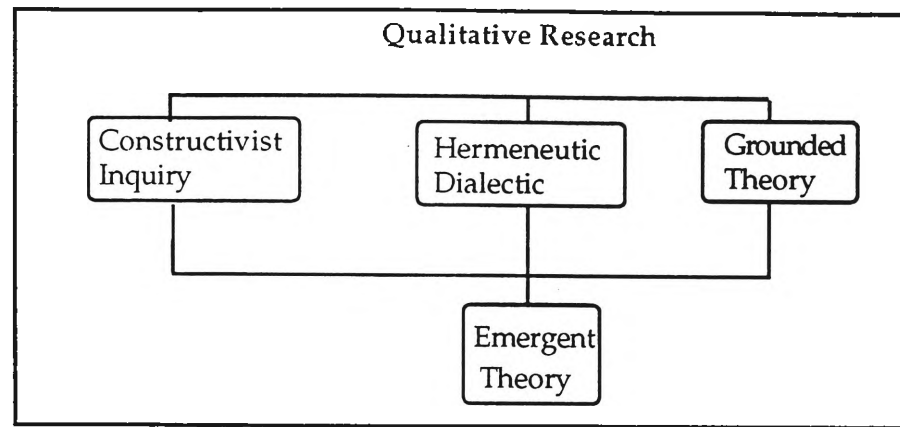 Qualitative Research
Constructivist
Inquiry
Hermeneutic
Dialectic
Grounded
Theory
Emergent
Theory